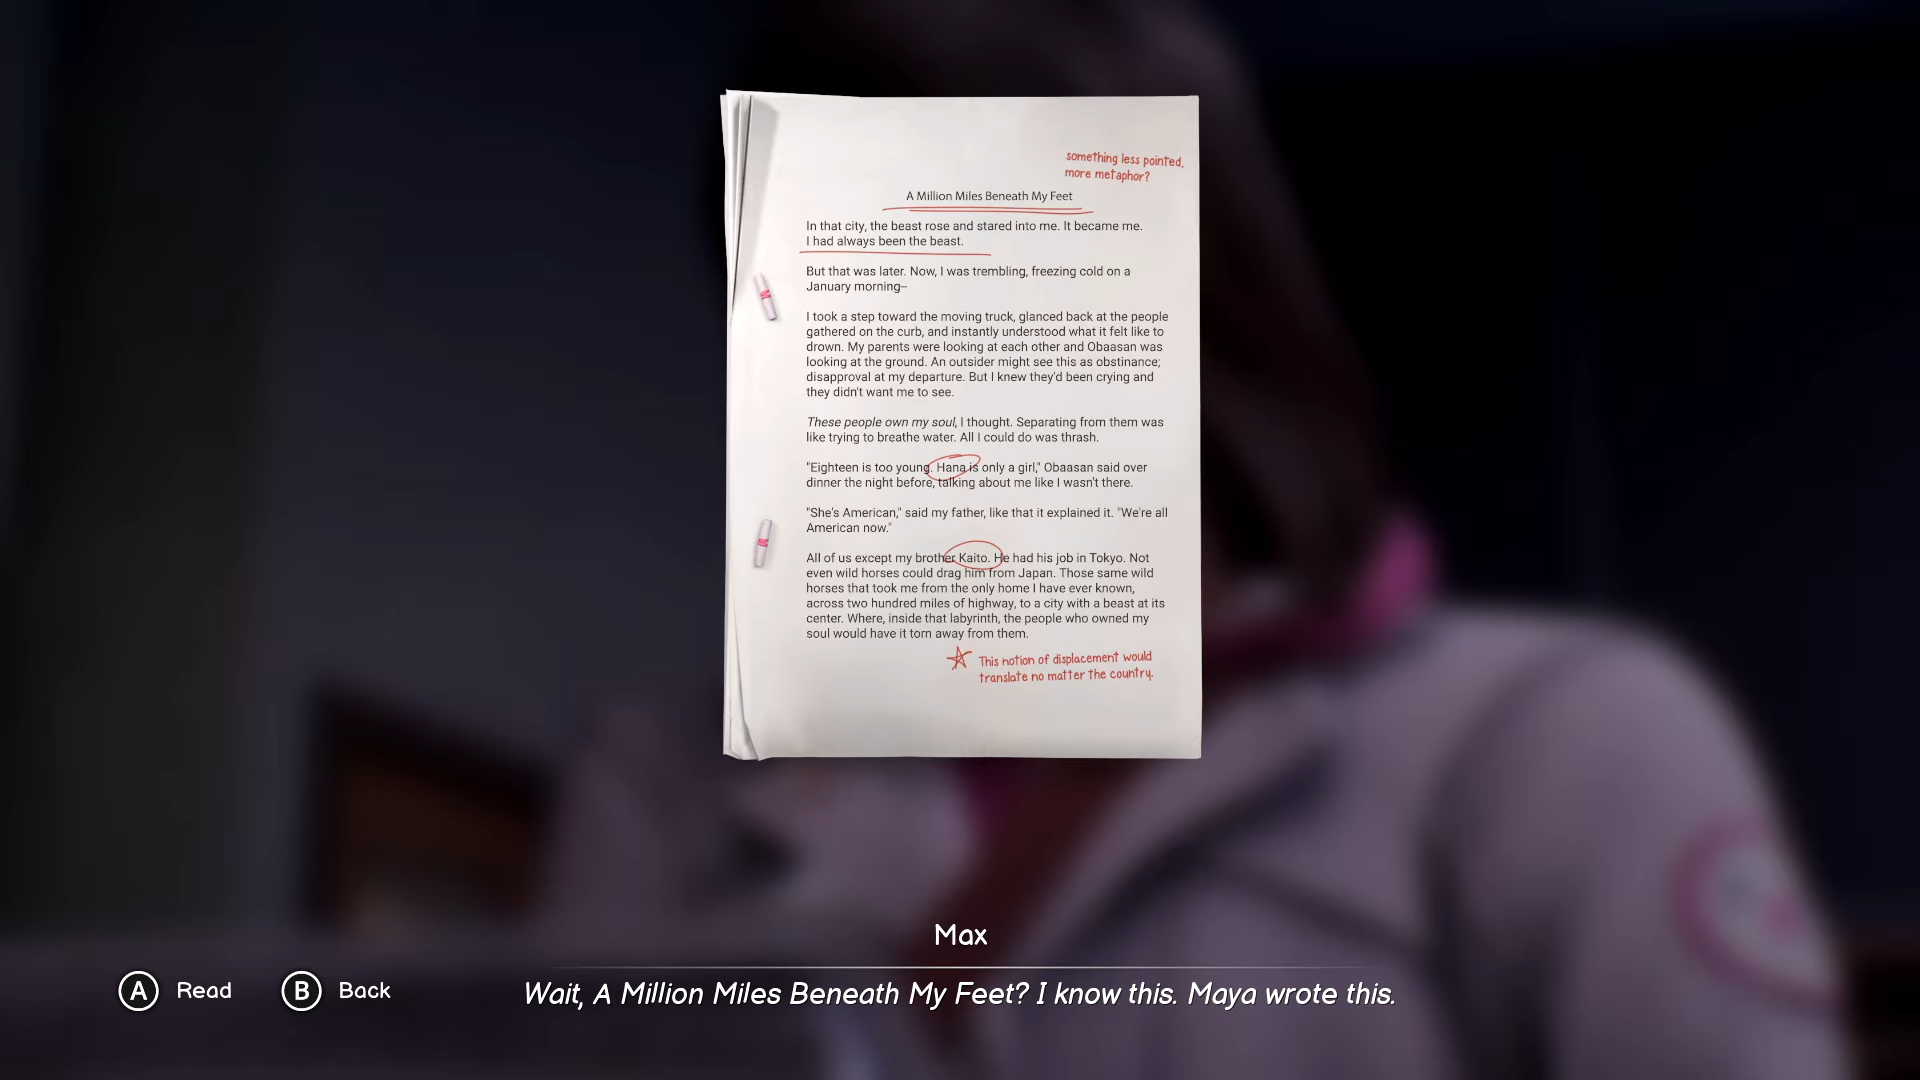 something less pointed,
more metaphor?
A Million Miles Beneath My Feet
In that city, the beast rose and stared into me. It became me.
I had always been the beast.
But that was later. Now, I was trembling, freezing cold on a
January morning–
I took a step toward the moving truck, glanced back at the people
gathered on the curb, and instantly understood what it felt like to
drown. My parents were looking at each other and Obaasan was
looking at the ground. An outsider might see this as obstinance;
disapproval at my departure. But I knew they'd been crying and
they didn't want me to see.
These people own my soul, I thought. Separating from them was
like trying to breathe water. All I could do was thrash.
"Eighteen is too young. Hana is only a girl," Obaasan said over
dinner the night before, talking about me like I wasn't there.
"She's American," said my father, like that it explained it. "We're all
American now."
All of us except my brother Kaito. He had his job in Tokyo. Not
even wild horses could drag him from Japan. Those same wild
horses that took me from the only home I have ever known,
across two hundred miles of highway, to a city with a beast at its
center. Where, inside that labyrinth, the people who owned my
soul would have it torn away from them.
This notion of displacement would
translate no matter the country.
Max
A Read B Back Wait, A Million Miles Beneath My Feet? I know this. Maya wrote this.